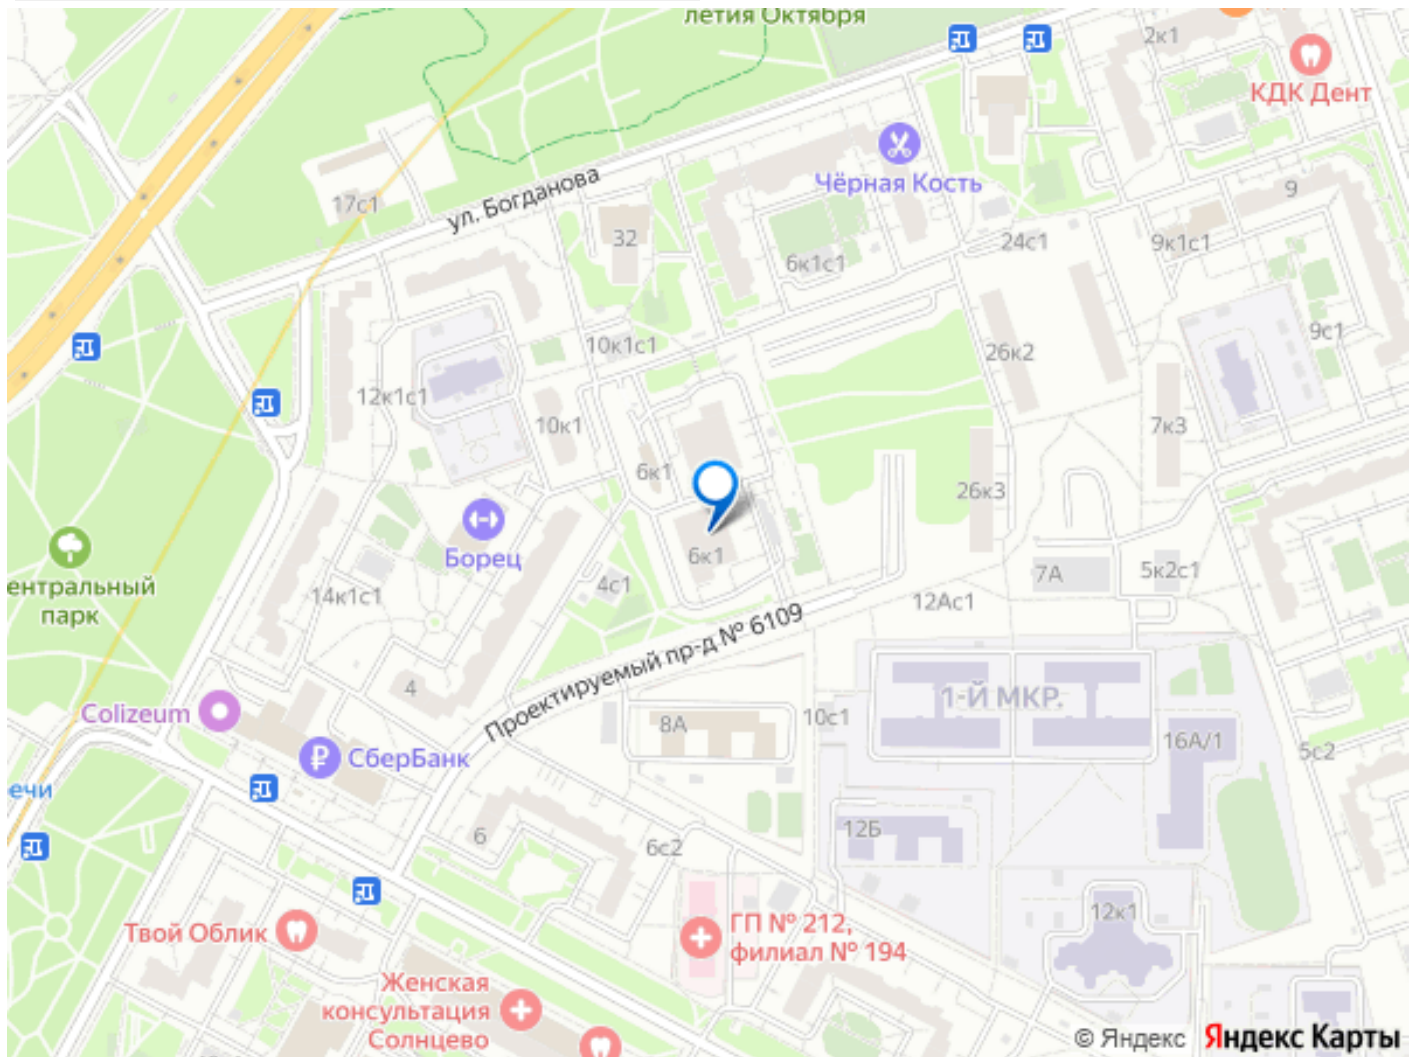 летия Октября
2к1
КДК Дент
Чёрная Кость
17с1
ул. Богданова
32
9
24с1
9к1с1
6к1с1
10к1с1
26к2
9с1
12к1с1
10к1
7к3
6к1
26к3
Борец
6к1
7А
5к2с1
ентральный
парк
14к1с1
4с1
12Ас1
Проектируемый пр-д № 6109
4
1-Й МКР.
Colizeum
8А
10с1
16А/1
5с2
СберБанк
ечи
6
6с2
12Б
12к1
Твой Облик
ГП № 212,
филиал № 194
Женская
консультация
Солнцево
© Яндекс Яндекс Карты